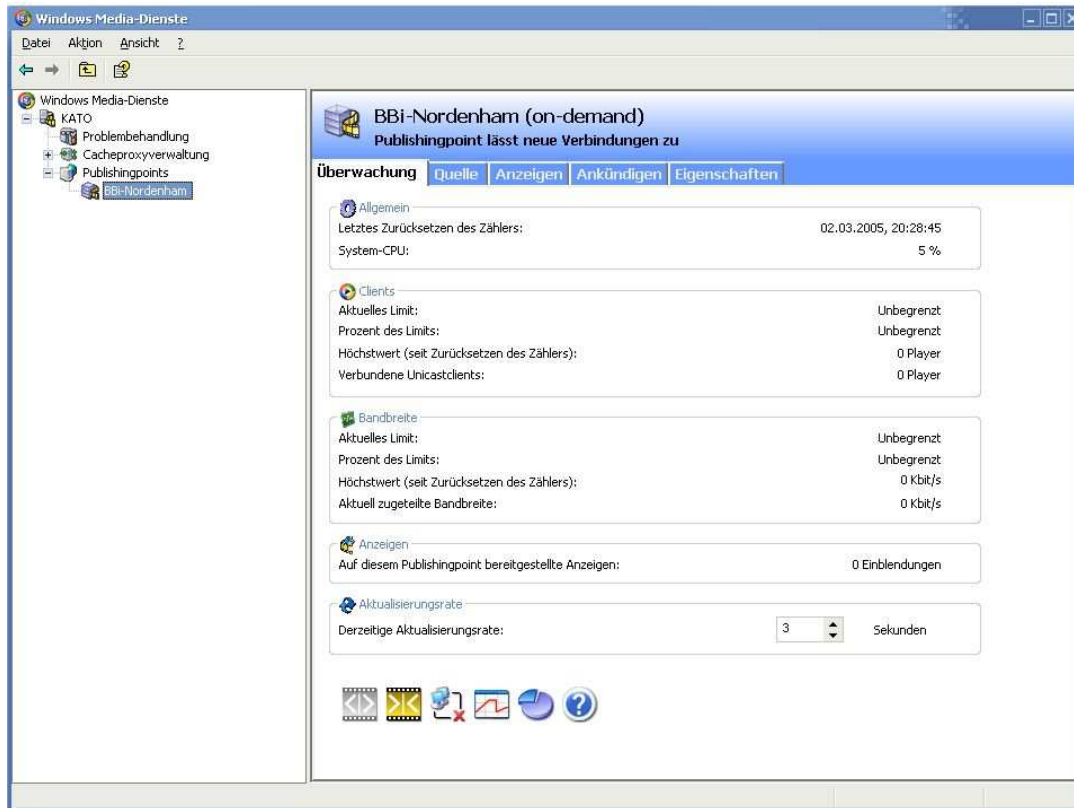 Windows Media-Dienste
Datei Aktion Ansicht ?
Windows Media-Dienste
KATO
Problembehandlung
Cacheproxyverwaltung
Publishingpoints
BBi-Nordenham
BBi-Nordenham (on-demand)
Publishingpoint lässt neue Verbindungen zu
Überwachung Quelle Anzeigen Ankündigen Eigenschaften
Allgemein
Letztes Zurücksetzen des Zählers: 02.03.2005, 20:28:45
System-CPU: 5 %
Clients
Aktuelles Limit: Unbegrenzt
Prozent des Limits: Unbegrenzt
Höchstwert (seit Zurücksetzen des Zählers): 0 Player
Verbundene Unicastclients: 0 Player
Bandbreite
Aktuelles Limit: Unbegrenzt
Prozent des Limits: Unbegrenzt
Höchstwert (seit Zurücksetzen des Zählers): 0 Kbit/s
Aktuell zugeteilte Bandbreite: 0 Kbit/s
Anzeigen
Auf diesem Publishingpoint bereitgestellte Anzeigen: 0 Einblendungen
Aktualisierungsrate
Derzeitige Aktualisierungsrate: 3 Sekunden